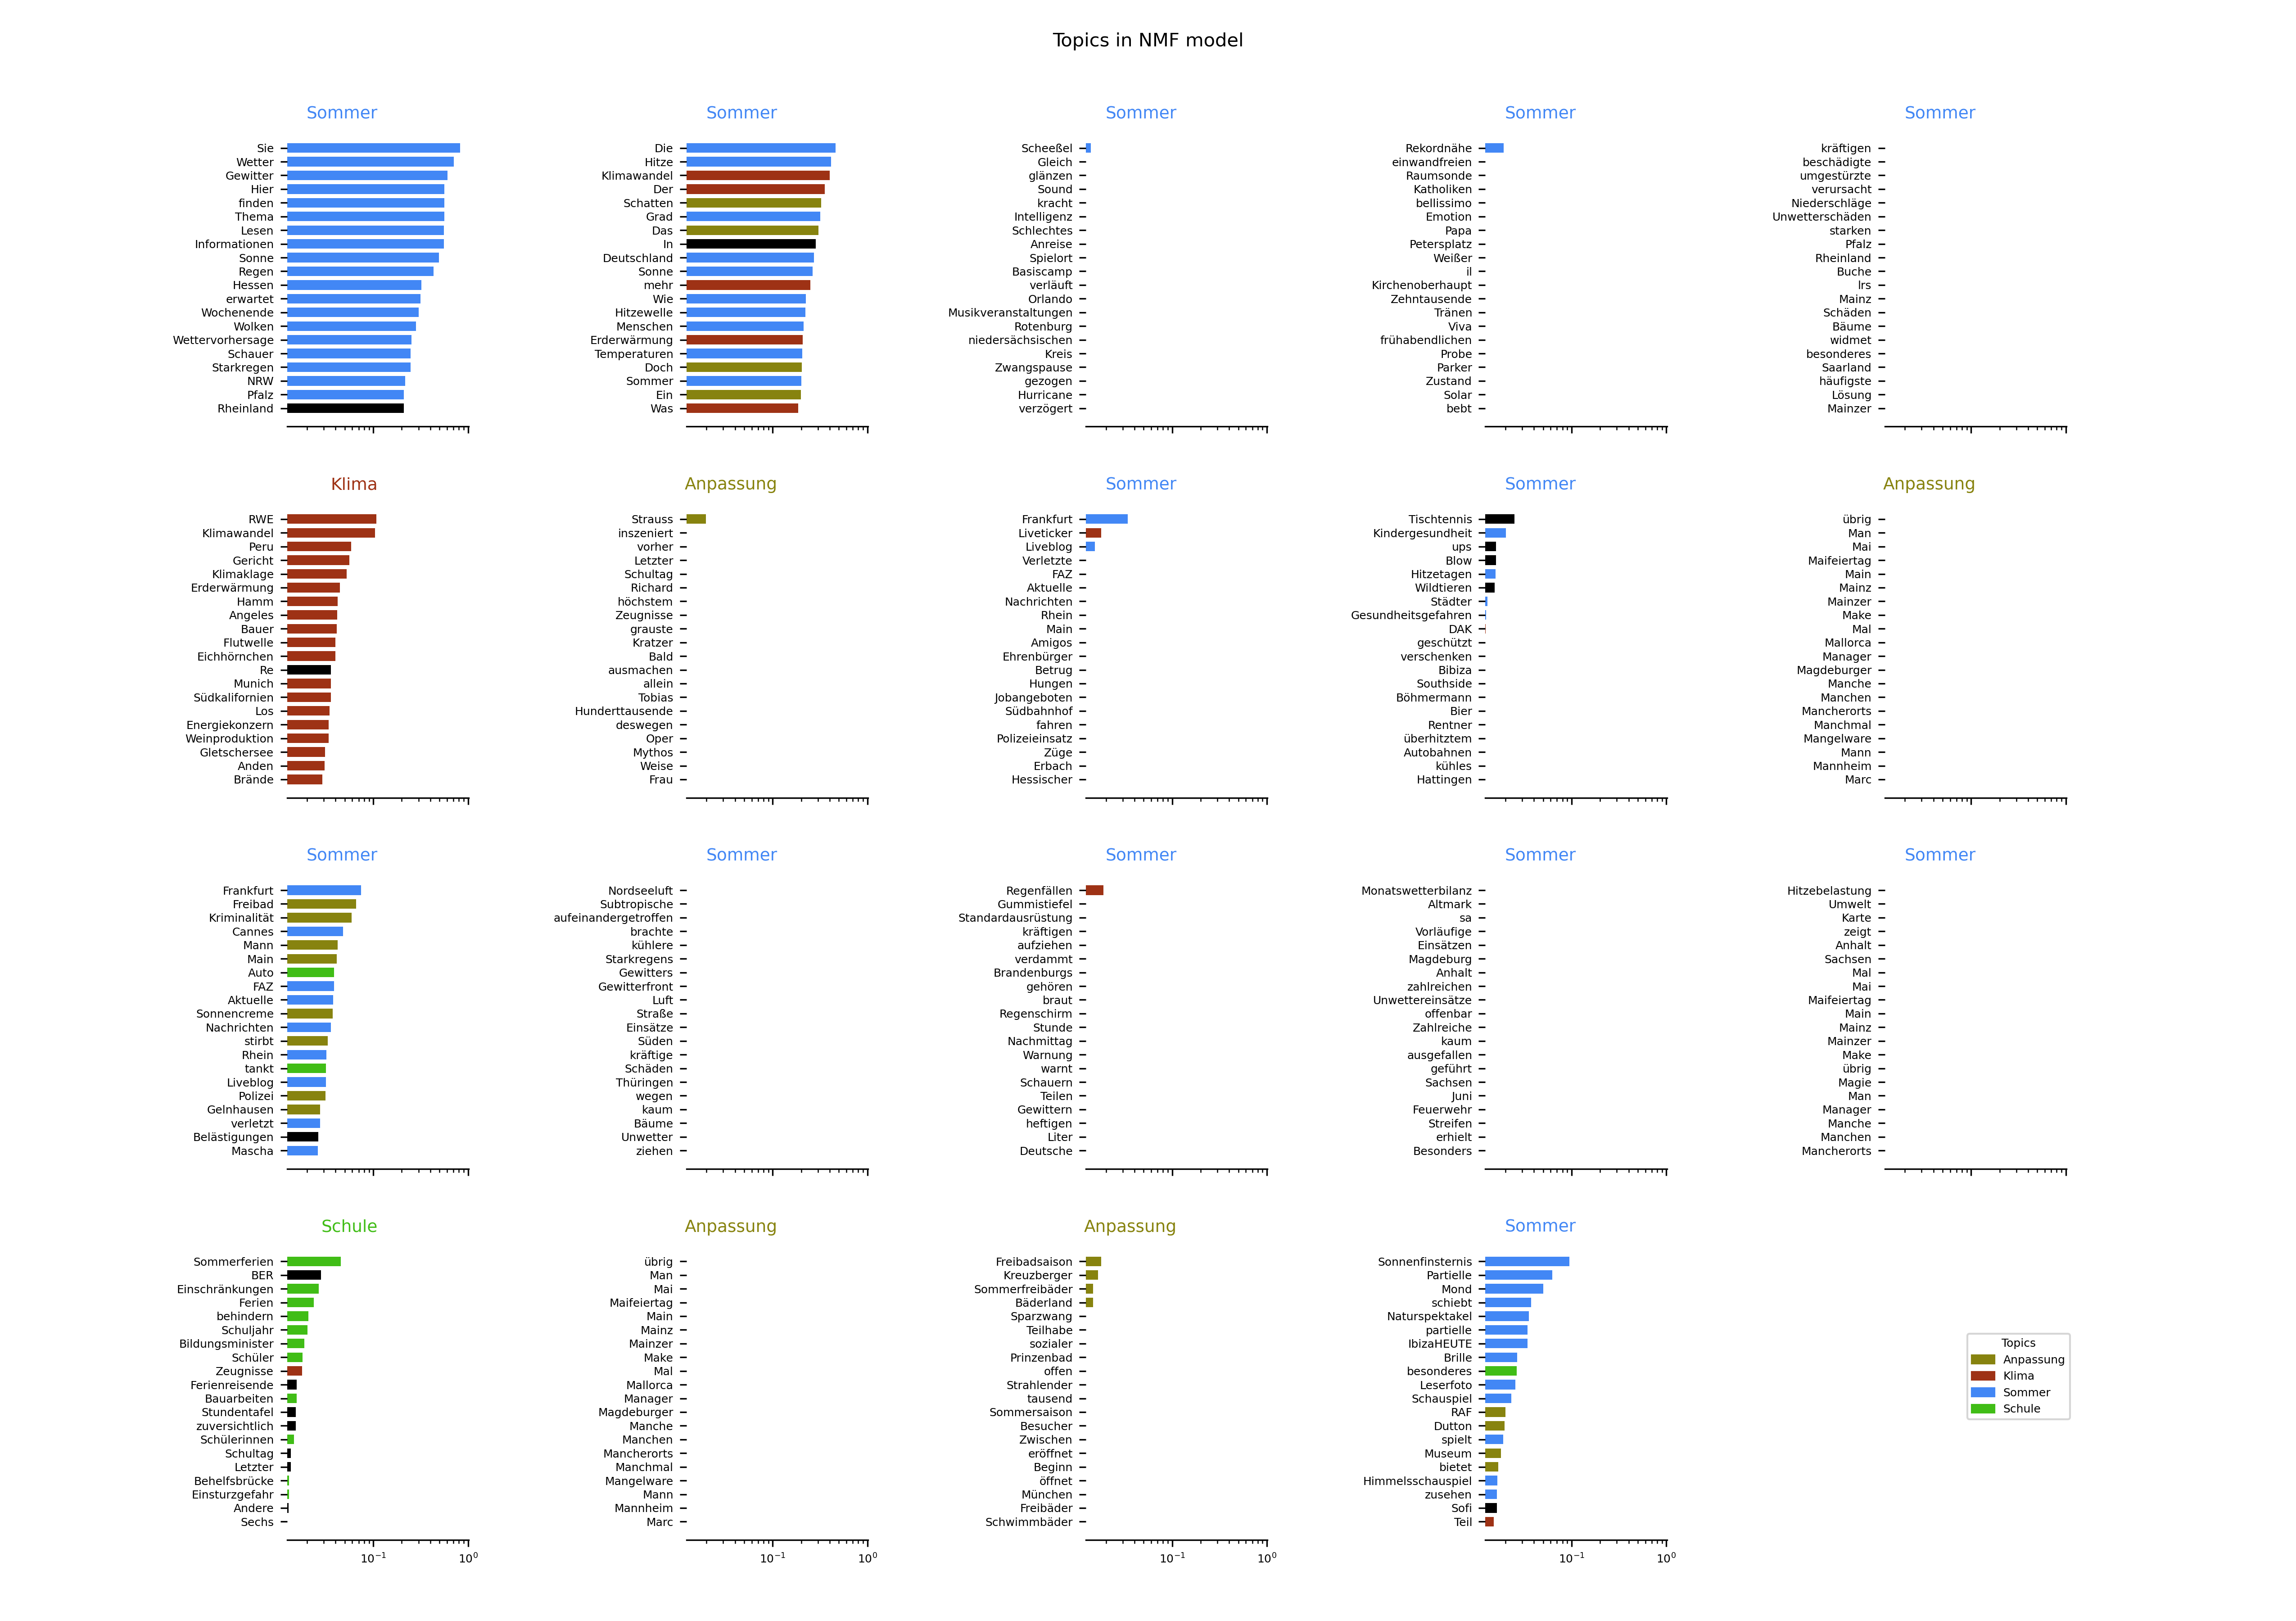 Topics in NMF model
Sommer
Sie
Wetter
Gewitter
Hier
finden
Thema
Lesen
Informationen
Sonne
Regen
Hessen
erwartet
Wochenende
Wolken
Wettervorhersage
Schauer
Starkregen
NRW
Pfalz
Rheinland
Sommer
Die
Hitze
Klimawandel
Der
Schatten
Grad
Das
In
Deutschland
Sonne
mehr
Wie
Hitzewelle
Menschen
Erderwärmung
Temperaturen
Doch
Sommer
Ein
Was
Sommer
Scheeßel
Gleich
glänzen
Sound
kracht
Intelligenz
Schlechtes
Anreise
Spielort
Basiscamp
verläuft
Orlando
Musikveranstaltungen
Rotenburg
niedersächsischen
Kreis
Zwangspause
gezogen
Hurricane
verzögert
Sommer
Rekordnähe
einwandfreien
Raumsonde
Katholiken
bellissimo
Emotion
Papa
Petersplatz
Weißer
il
Kirchenoberhaupt
Zehntausende
Tränen
Viva
frühabendlichen
Probe
Parker
Zustand
Solar
bebt
Sommer
kräftigen
beschädigte
umgestürzte
verursacht
Niederschläge
Unwetterschäden
starken
Pfalz
Rheinland
Buche
lrs
Mainz
Schäden
Bäume
widmet
besonderes
Saarland
häufigste
Lösung
Mainzer
Klima
RWE
Klimawandel
Peru
Gericht
Klimaklage
Erderwärmung
Hamm
Angeles
Bauer
Flutwelle
Eichhörnchen
Re
Munich
Südkalifornien
Los
Energiekonzern
Weinproduktion
Gletschersee
Anden
Brände
Anpassung
Strauss
inszeniert
vorher
Letzter
Schultag
Richard
höchstem
Zeugnisse
grauste
Kratzer
Bald
ausmachen
allein
Tobias
Hunderttausende
deswegen
Oper
Mythos
Weise
Frau
Sommer
Frankfurt
Liveticker
Liveblog
Verletzte
FAZ
Aktuelle
Nachrichten
Rhein
Main
Amigos
Ehrenbürger
Betrug
Hungen
Jobangeboten
Südbahnhof
fahren
Polizeieinsatz
Züge
Erbach
Hessischer
Sommer
Tischtennis
Kindergesundheit
ups
Blow
Hitzetagen
Wildtieren
Städter
Gesundheitsgefahren
DAK
geschützt
verschenken
Bibiza
Southside
Böhmermann
Bier
Rentner
überhitztem
Autobahnen
kühles
Hattingen
Anpassung
übrig
Man
Mai
Maifeiertag
Main
Mainz
Mainzer
Make
Mal
Mallorca
Manager
Magdeburger
Manche
Manchen
Mancherorts
Manchmal
Mangelware
Mann
Mannheim
Marc
Sommer
Frankfurt
Freibad
Kriminalität
Cannes
Mann
Main
Auto
FAZ
Aktuelle
Sonnencreme
Nachrichten
stirbt
Rhein
tankt
Liveblog
Polizei
Gelnhausen
verletzt
Belästigungen
Mascha
Sommer
Nordseeluft
Subtropische
aufeinandergetroffen
brachte
kühlere
Starkregens
Gewitters
Gewitterfront
Luft
Straße
Einsätze
Süden
kräftige
Schäden
Thüringen
wegen
kaum
Bäume
Unwetter
ziehen
Sommer
Regenfällen
Gummistiefel
Standardausrüstung
kräftigen
aufziehen
verdammt
Brandenburgs
gehören
braut
Regenschirm
Stunde
Nachmittag
Warnung
warnt
Schauern
Teilen
Gewittern
heftigen
Liter
Deutsche
Sommer
Monatswetterbilanz
Altmark
sa
Vorläufige
Einsätzen
Magdeburg
Anhalt
zahlreichen
Unwettereinsätze
offenbar
Zahlreiche
kaum
ausgefallen
geführt
Sachsen
Juni
Feuerwehr
Streifen
erhielt
Besonders
Sommer
Hitzebelastung
Umwelt
Karte
zeigt
Anhalt
Sachsen
Mal
Mai
Maifeiertag
Main
Mainz
Mainzer
Make
übrig
Magie
Man
Manager
Manche
Manchen
Mancherorts
Schule
Sommerferien
BER
Einschränkungen
Ferien
behindern
Schuljahr
Bildungsminister
Schüler
Zeugnisse
Ferienreisende
Bauarbeiten
Stundentafel
zuversichtlich
Schülerinnen
Schultag
Letzter
Behelfsbrücke
Einsturzgefahr
Andere
Sechs
10⁻¹ 10⁰
Anpassung
übrig
Man
Mai
Maifeiertag
Main
Mainz
Mainzer
Make
Mal
Mallorca
Manager
Magdeburger
Manche
Manchen
Mancherorts
Manchmal
Mangelware
Mann
Mannheim
Marc
10⁻¹ 10⁰
Anpassung
Freibadsaison
Kreuzberger
Sommerfreibäder
Bäderland
Sparzwang
Teilhabe
sozialer
Prinzenbad
offen
Strahlender
tausend
Sommersaison
Besucher
Zwischen
eröffnet
Beginn
öffnet
München
Freibäder
Schwimmbäder
10⁻¹ 10⁰
Sommer
Sonnenfinsternis
Partielle
Mond
schiebt
Naturspektakel
partielle
IbizaHEUTE
Brille
besonderes
Leserfoto
Schauspiel
RAF
Dutton
spielt
Museum
bietet
Himmelsschauspiel
zusehen
Sofi
Teil
10⁻¹ 10⁰
Topics
Anpassung
Klima
Sommer
Schule